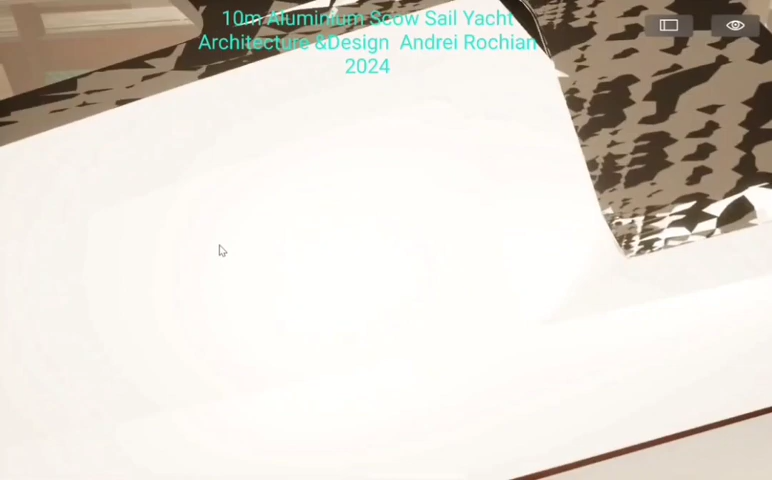 10m Aluminium Scow Sail Yacht
Architecture &Design  Andrei Rochian
2024